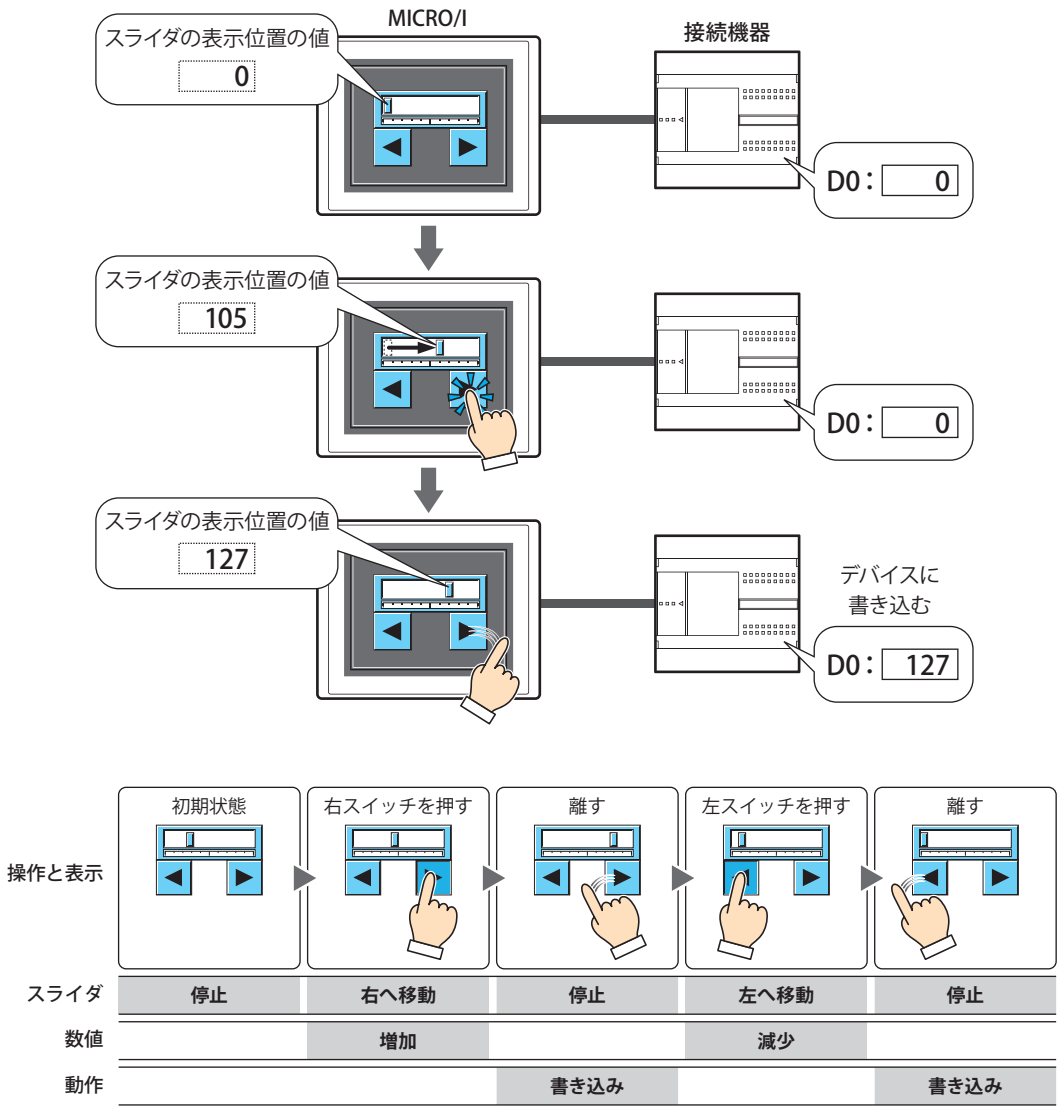 MICRO/I
接続機器
スライダの表示位置の値
0
D0： 0
スライダの表示位置の値
105
D0： 0
スライダの表示位置の値
127
デバイスに
書き込む
D0： 127
初期状態
右スイッチを押す
離す
左スイッチを押す
離す
操作と表示
スライダ 停止 右へ移動 停止 左へ移動 停止
数値 増加 減少
動作 書き込み 書き込み